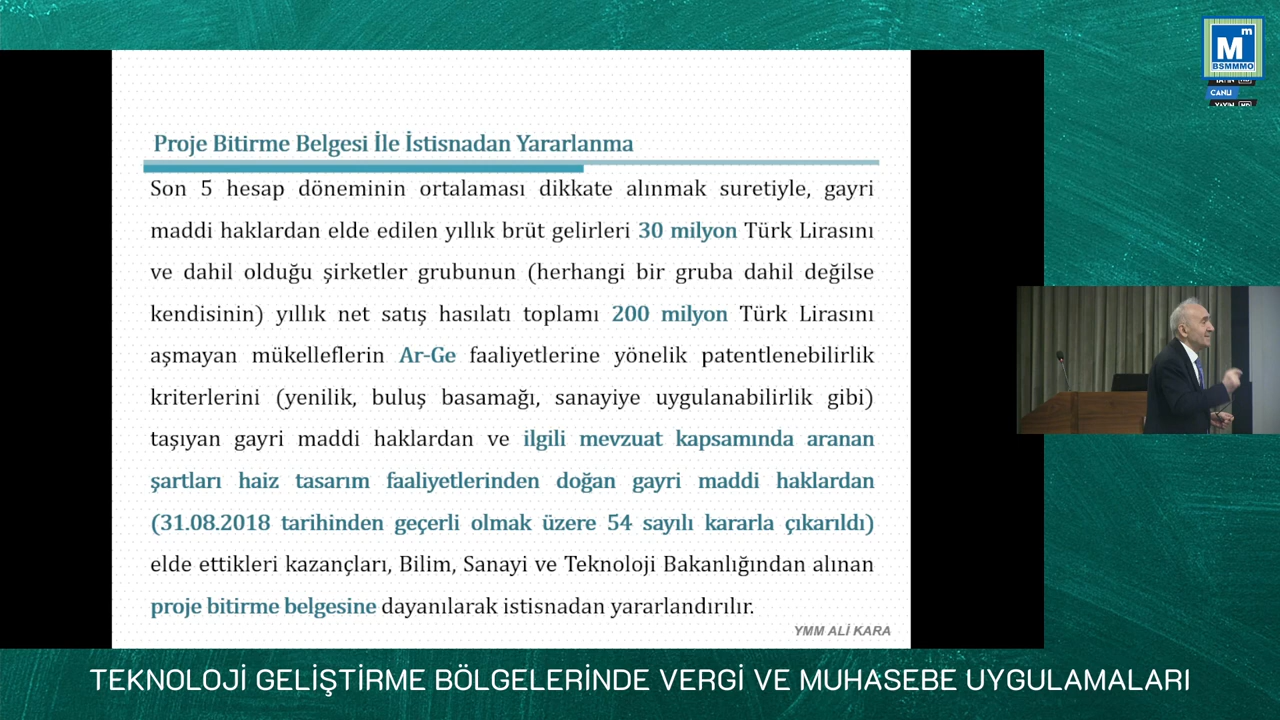 M
m
BSMMMO
CANLI
Proje Bitirme Belgesi İle İstisnadan Yararlanma
Son 5 hesap döneminin ortalaması dikkate alınmak suretiyle, gayri
maddi haklardan elde edilen yıllık brüt gelirleri 30 milyon Türk Lirasını
ve dahil olduğu şirketler grubunun (herhangi bir gruba dahil değilse
kendisinin) yıllık net satış hasılatı toplamı 200 milyon Türk Lirasını
aşmayan mükelleflerin Ar-Ge faaliyetlerine yönelik patentlenebilirlik
kriterlerini (yenilik, buluş basamağı, sanayiye uygulanabilirlik gibi)
taşıyan gayri maddi haklardan ve ilgili mevzuat kapsamında aranan
şartları haiz tasarım faaliyetlerinden doğan gayri maddi haklardan
(31.08.2018 tarihinden geçerli olmak üzere 54 sayılı kararla çıkarıldı)
elde ettikleri kazançları, Bilim, Sanayi ve Teknoloji Bakanlığından alınan
proje bitirme belgesine dayanılarak istisnadan yararlandırılır.
YMM ALİ KARA
TEKNOLOJİ GELİŞTİRME BÖLGELERİNDE VERGİ VE MUHASEBE UYGULAMALARI